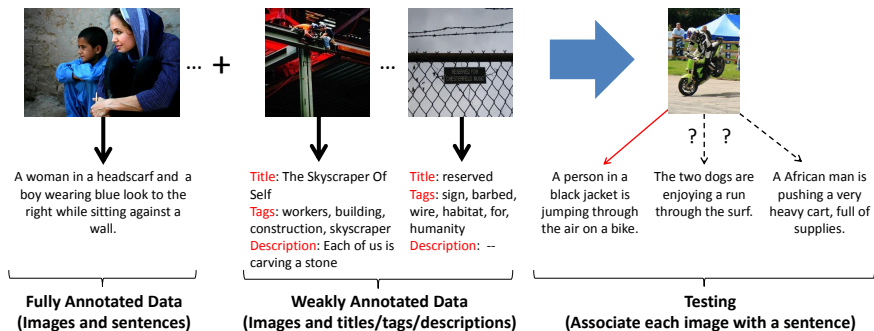 ... + ...
RESERVED FOR
? ?
A woman in a headscarf and a
boy wearing blue look to the
right while sitting against a
wall.
Title: The Skyscraper Of
Self
Tags: workers, building,
construction, skyscraper
Description: Each of us is
carving a stone
Title: reserved
Tags: sign, barbed,
wire, habitat, for,
humanity
Description: --
A person in a
black jacket is
jumping through
the air on a bike.
The two dogs are
enjoying a run
through the surf.
A African man is
pushing a very
heavy cart, full of
supplies.
Fully Annotated Data
(Images and sentences)
Weakly Annotated Data
(Images and titles/tags/descriptions)
Testing
(Associate each image with a sentence)